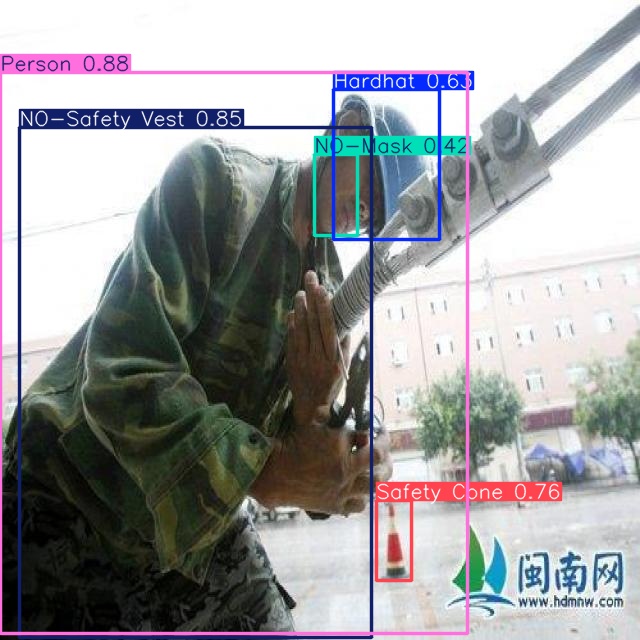 Person 0.88
Hardhat 0.63
NO-Safety Vest 0.85
NO-Mask 0.42
Safety Cone 0.76
闽南网
www.hdmnw.com